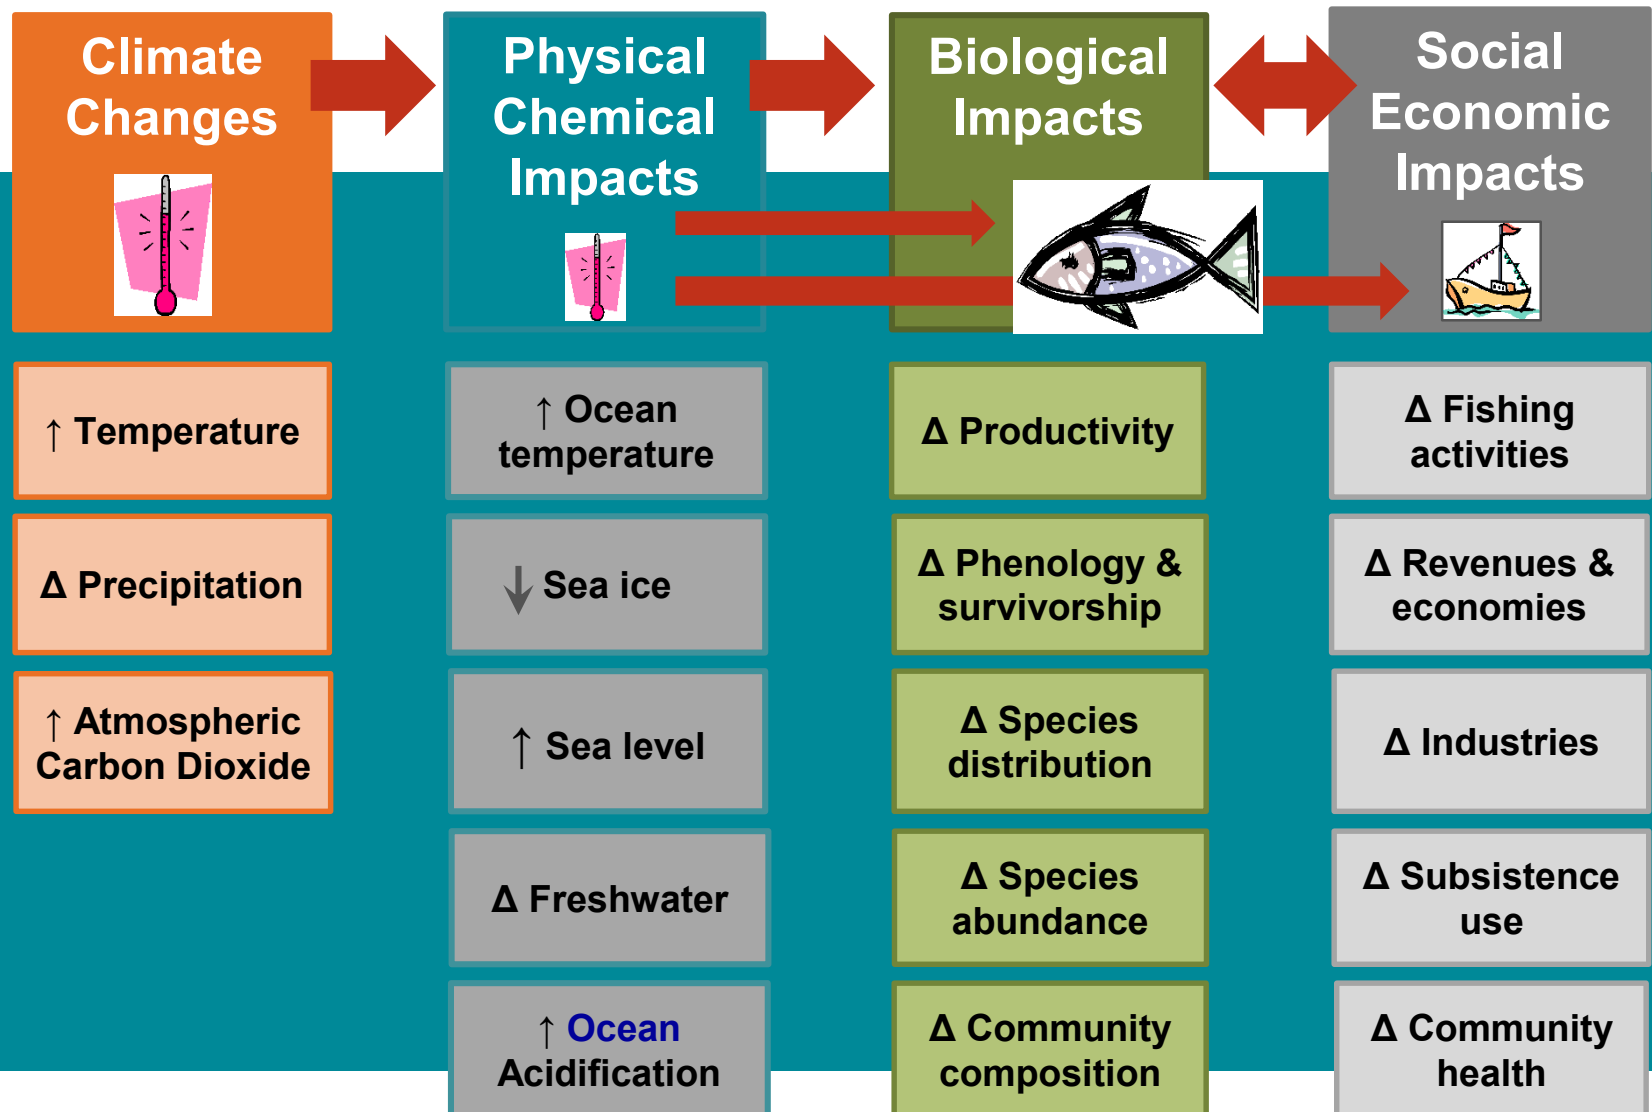 Climate
Changes
Physical
Chemical
Impacts
Biological
Impacts
Social
Economic
Impacts
↑ Temperature
Δ Precipitation
↑ Atmospheric
Carbon Dioxide
↑ Ocean
temperature
↓ Sea ice
↑ Sea level
Δ Freshwater
↑ Ocean
Acidification
Δ Productivity
Δ Phenology &
survivorship
Δ Species
distribution
Δ Species
abundance
Δ Community
composition
Δ Fishing
activities
Δ Revenues &
economies
Δ Industries
Δ Subsistence
use
Δ Community
health